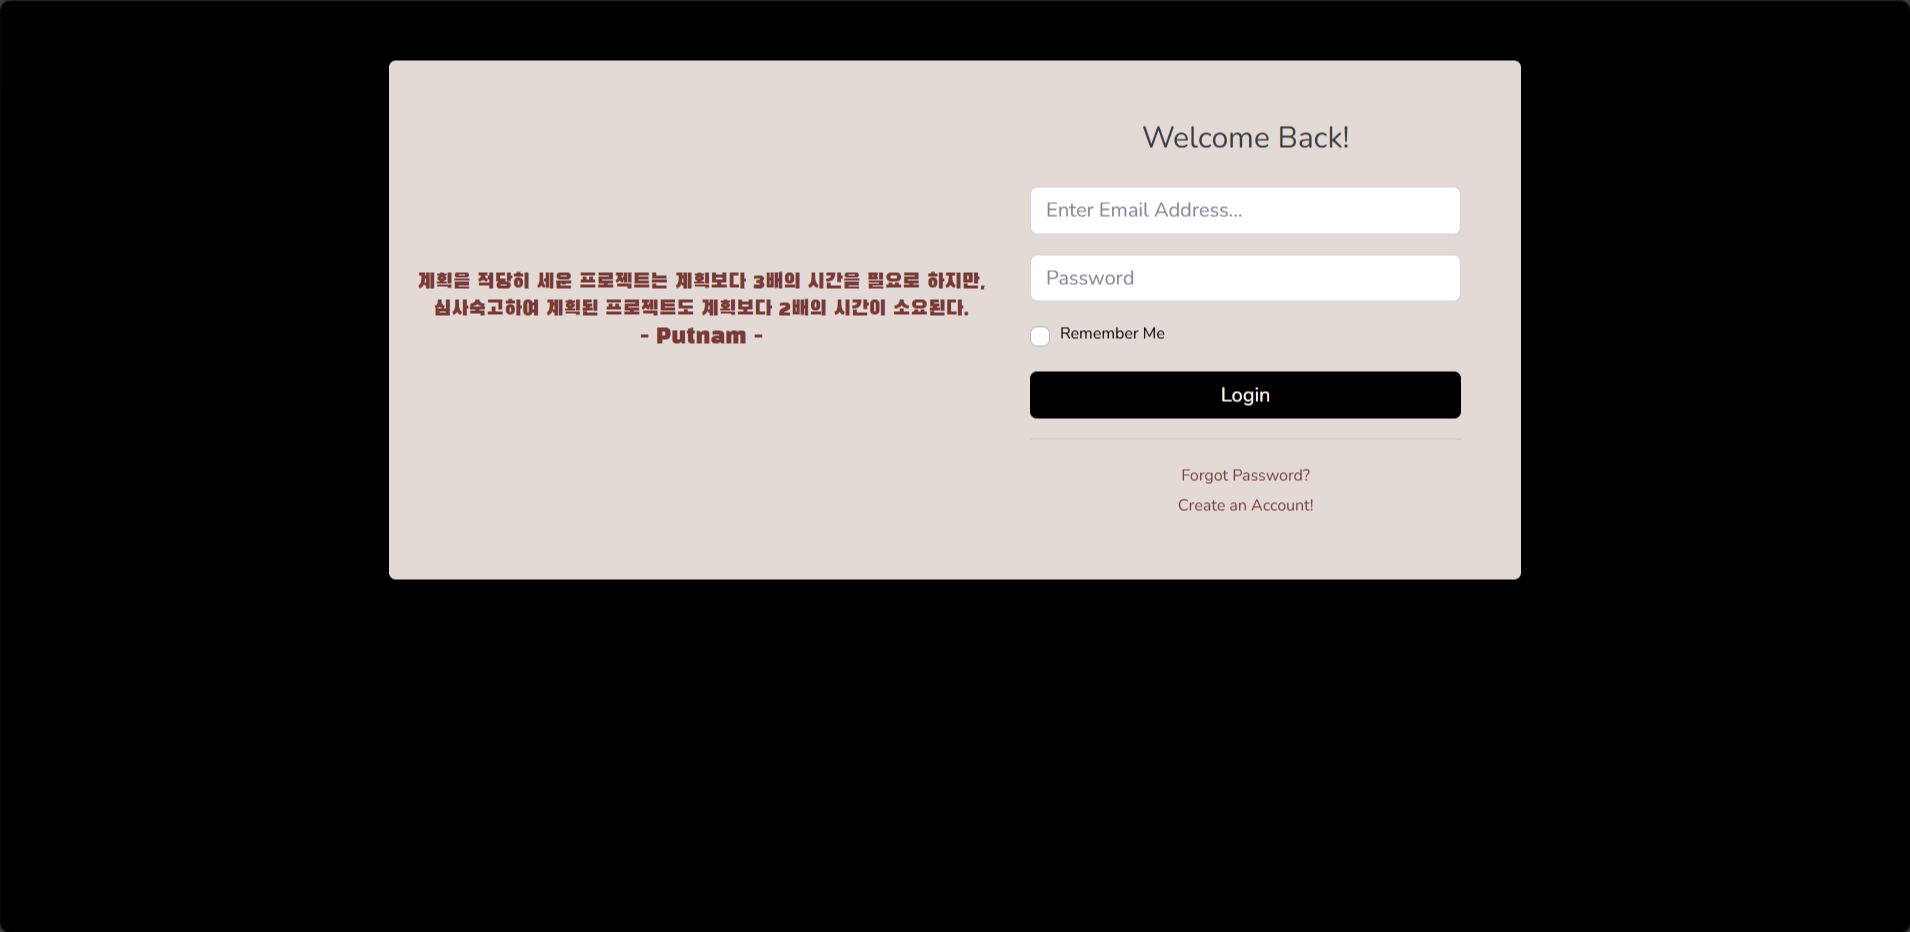 계획을 적당히 세운 프로젝트는 계획보다 3배의 시간을 필요로 하지만,
심사숙고하여 계획된 프로젝트도 계획보다 2배의 시간이 소요된다.
- Putnam -
Welcome Back!
Enter Email Address...
Password
Remember Me
Login
Forgot Password?
Create an Account!